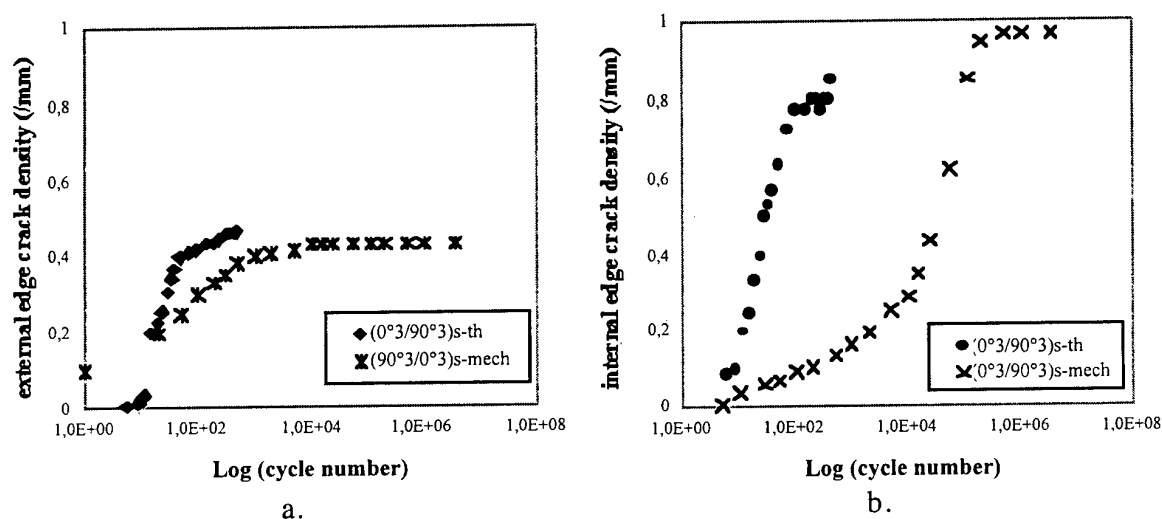 1
0,8
0,6
0,4
0,2
0
external edge crack density (/mm)
(0°3/90°3)s-th
(90°3/0°3)s-mech
1,0E+00
1,0E+02
1,0E+04
1,0E+06
1,0E+08
Log (cycle number)
a.
1
0,8
0,6
0,4
0,2
0
internal edge crack density (/mm)
(0°3/90°3)s-th
(0°3/90°3)s-mech
1,0E+00
1,0E+02
1,0E+04
1,0E+06
1,0E+08
Log (cycle number)
b.